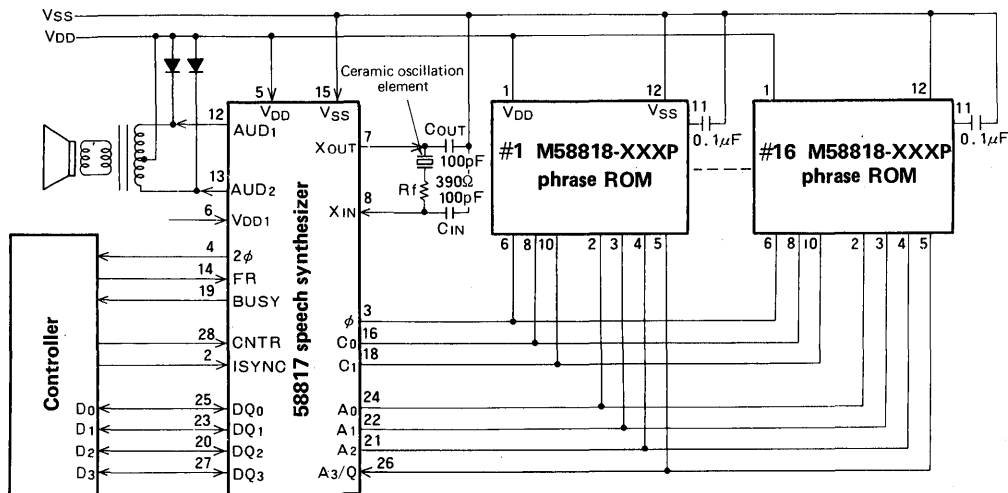 VSS
VDD
Ceramic oscillation
element
5
VDD
15
VSS
12
AUD1
13
AUD2
6
VDD1
4
2φ
14
FR
19
BUSY
28
CNTR
2
ISYNC
25
DQ0
23
DQ1
20
DQ2
27
DQ3
58817 speech synthesizer
Controller
D0
D1
D2
D3
7
XOUT
8
XIN
COUT
100pF
Rf
390Ω
100pF
CIN
3
φ
16
C0
18
C1
24
A0
22
A1
21
A2
26
A3/Q
1
VDD
12
VSS
11
0.1μF
#1 M58818-XXXP
phrase ROM
6 8 10 2 3 4 5
1
12
11
0.1μF
#16 M58818-XXXP
phrase ROM
6 8 10 2 3 4 5